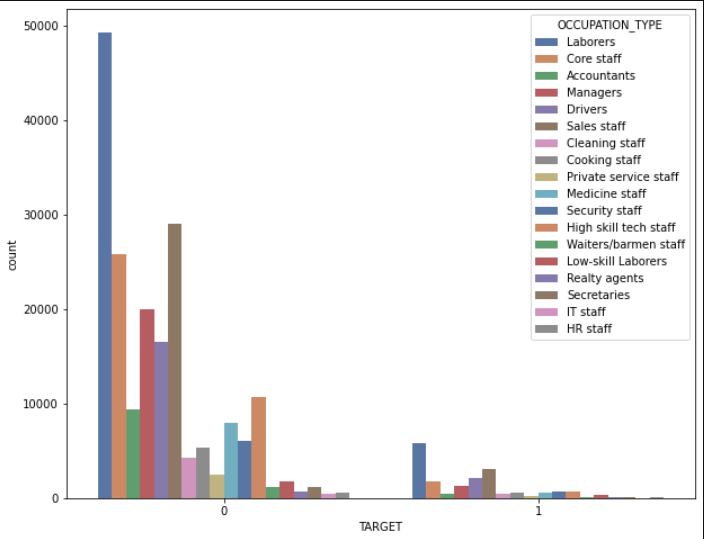 50000
40000
30000
20000
10000
0
count
0
1
TARGET
OCCUPATION_TYPE
Laborers
Core staff
Accountants
Managers
Drivers
Sales staff
Cleaning staff
Cooking staff
Private service staff
Medicine staff
Security staff
High skill tech staff
Waiters/barmen staff
Low-skill Laborers
Realty agents
Secretaries
IT staff
HR staff